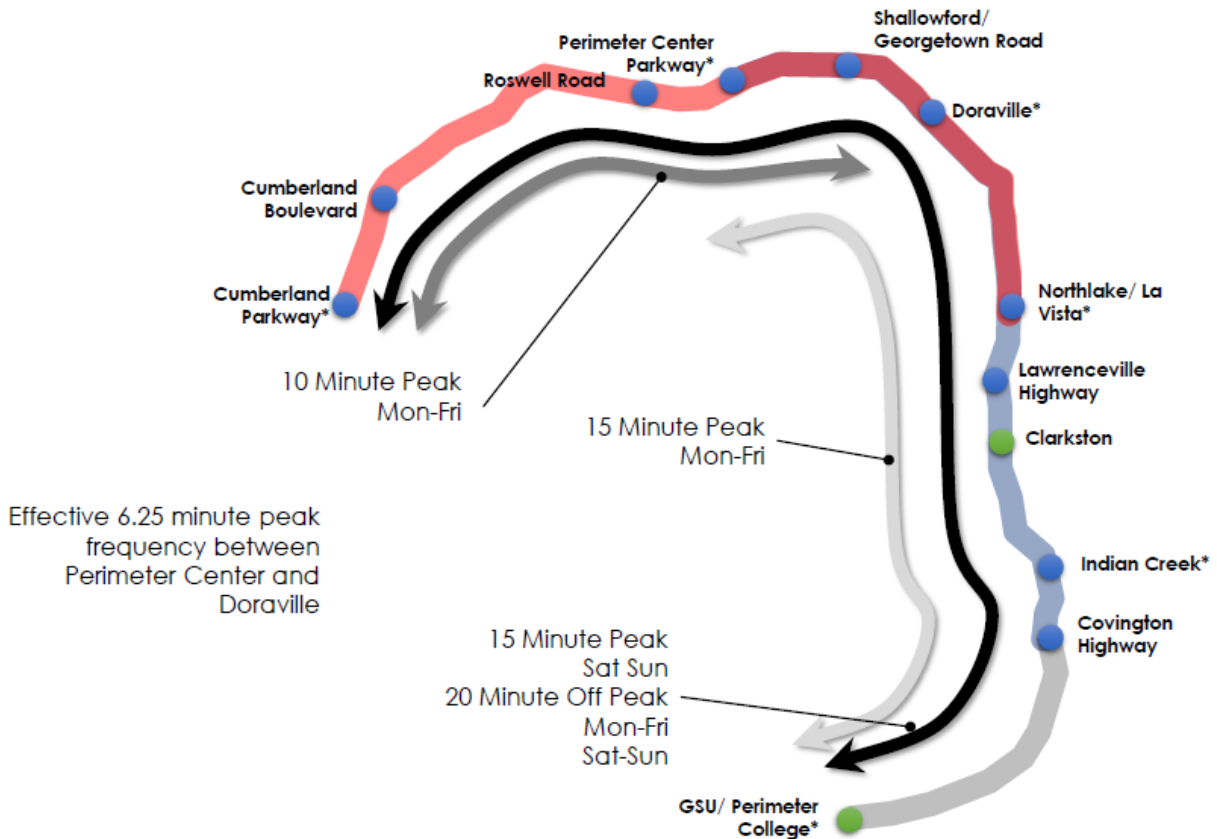 Shallowford/
Georgetown Road
Perimeter Center
Parkway*
Roswell Road
Doraville*
Cumberland
Boulevard
Cumberland
Parkway*
Northlake/ La
Vista*
10 Minute Peak
Mon-Fri
Lawrenceville
Highway
15 Minute Peak
Mon-Fri
Clarkston
Effective 6.25 minute peak
frequency between
Perimeter Center and
Doraville
Indian Creek*
Covington
Highway
15 Minute Peak
Sat Sun
20 Minute Off Peak
Mon-Fri
Sat-Sun
GSU/ Perimeter
College*